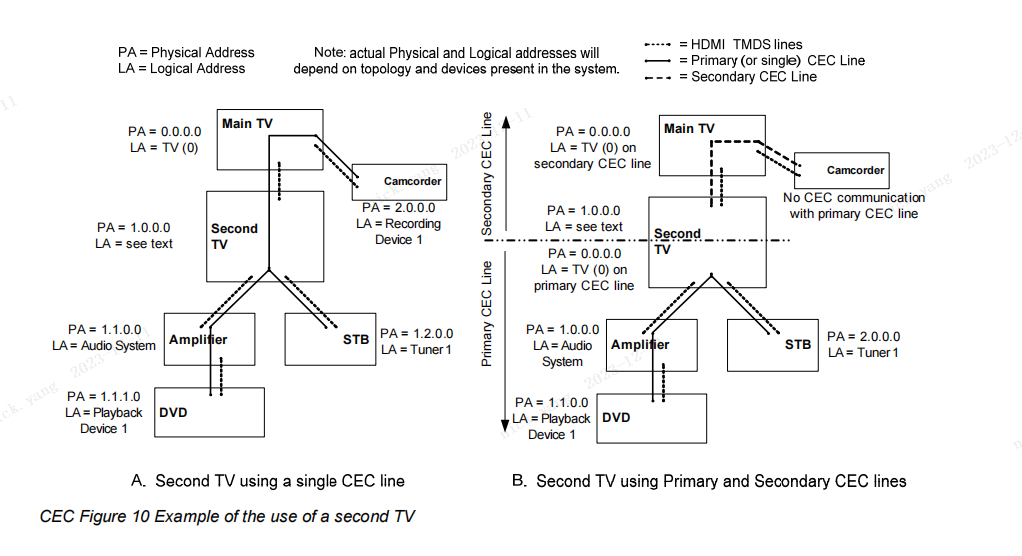 PA = Physical Address
LA = Logical Address
Note: actual Physical and Logical addresses will
depend on topology and devices present in the system.
= HDMI TMDS lines
= Primary (or single) CEC Line
= Secondary CEC Line
Main TV
PA = 0.0.0.0
LA = TV (0)
Camcorder
PA = 2.0.0.0
LA = Recording
Device 1
PA = 1.0.0.0
LA = see text
Second
TV
PA = 1.1.0.0
LA = Audio System
Amplifier
STB
PA = 1.2.0.0
LA = Tuner 1
PA = 1.1.1.0
LA = Playback
Device 1
DVD
A. Second TV using a single CEC line
Secondary CEC Line
Primary CEC Line
Main TV
PA = 0.0.0.0
LA = TV (0) on
secondary CEC line
Camcorder
No CEC communication
with primary CEC line
PA = 1.0.0.0
LA = see text
Second
TV
PA = 0.0.0.0
LA = TV (0) on
primary CEC line
PA = 1.0.0.0
LA = Audio
System
Amplifier
STB
PA = 2.0.0.0
LA = Tuner 1
PA = 1.1.0.0
LA = Playback
Device 1
DVD
B. Second TV using Primary and Secondary CEC lines
CEC Figure 10 Example of the use of a second TV